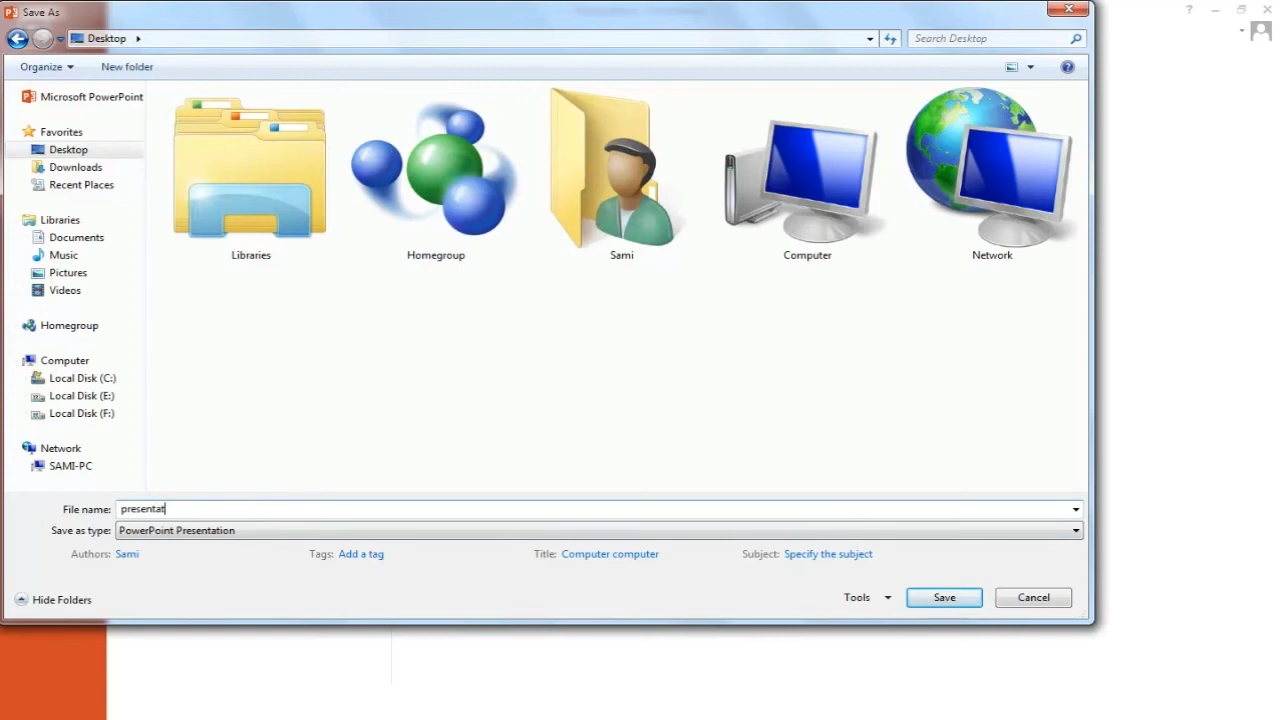 Save As
Desktop
Search Desktop
Organize
New folder
Microsoft PowerPoint
Favorites
Desktop
Downloads
Recent Places
Libraries
Documents
Music
Pictures
Videos
Homegroup
Computer
Local Disk (C:)
Local Disk (E:)
Local Disk (F:)
Network
SAMI-PC
Libraries
Homegroup
Sami
Computer
Network
File name: presentat
Save as type: PowerPoint Presentation
Authors: Sami Tags: Add a tag Title: Computer computer Subject: Specify the subject
Hide Folders
Tools
Save
Cancel